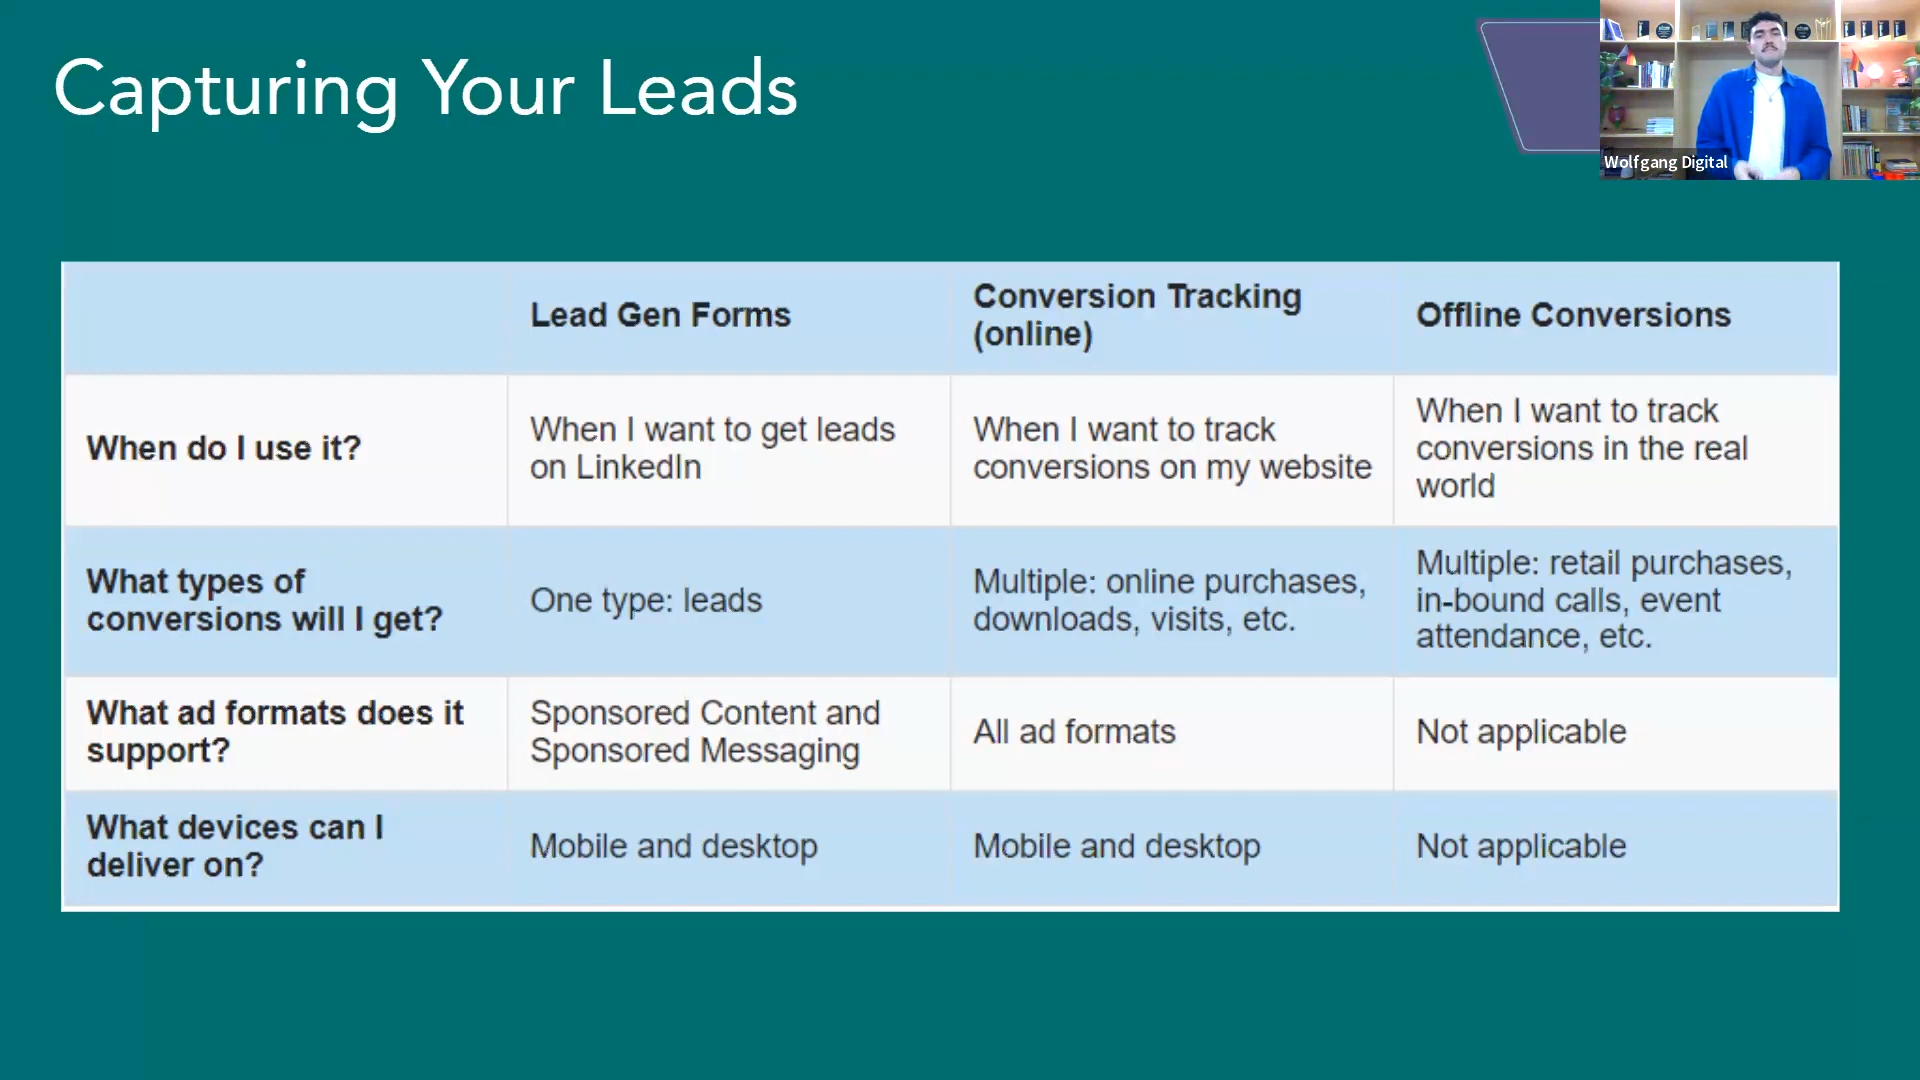 Capturing Your Leads
Wolfgang Digital
Lead Gen Forms
Conversion Tracking
(online)
Offline Conversions
When do I use it?
When I want to get leads
on LinkedIn
When I want to track
conversions on my website
When I want to track
conversions in the real
world
What types of
conversions will I get?
One type: leads
Multiple: online purchases,
downloads, visits, etc.
Multiple: retail purchases,
in-bound calls, event
attendance, etc.
What ad formats does it
support?
Sponsored Content and
Sponsored Messaging
All ad formats
Not applicable
What devices can I
deliver on?
Mobile and desktop
Mobile and desktop
Not applicable